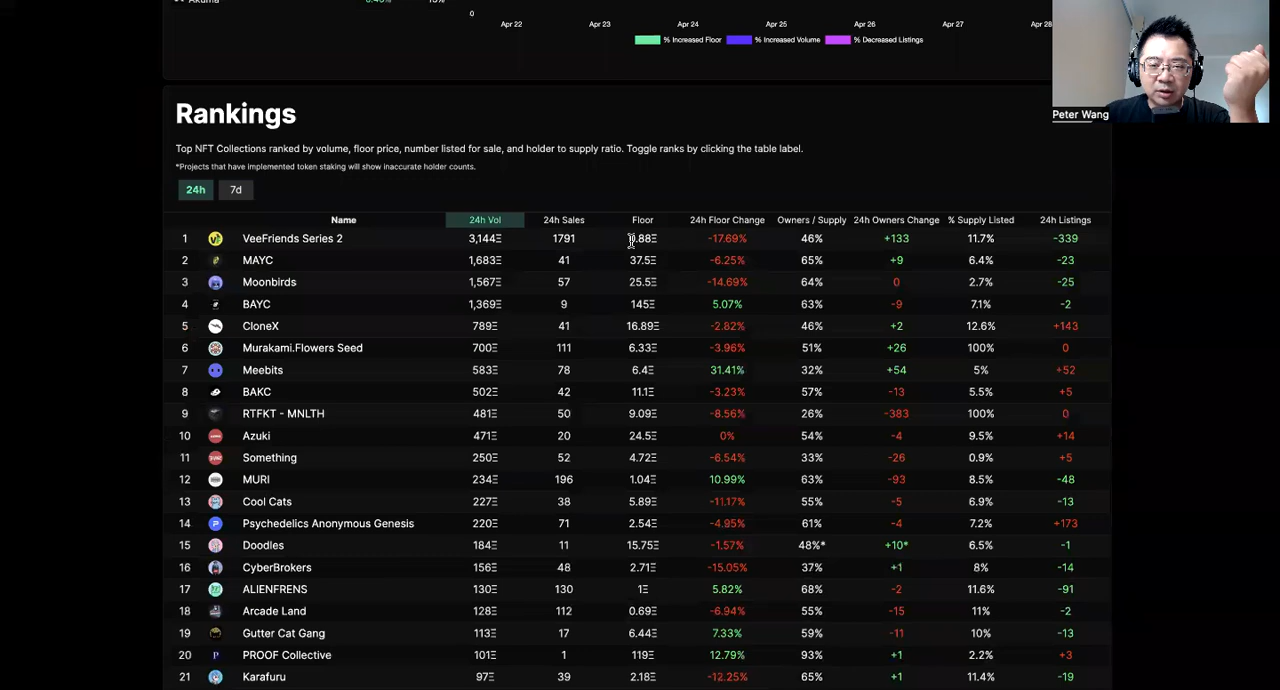 Akuma 0.43% 15%
0
Apr 22 Apr 23 Apr 24 Apr 25 Apr 26 Apr 27 Apr 28
% Increased Floor % Increased Volume % Decreased Listings
Peter Wang
Rankings
Top NFT Collections ranked by volume, floor price, number listed for sale, and holder to supply ratio. Toggle ranks by clicking the table label.
*Projects that have implemented token staking will show inaccurate holder counts.
24h 7d
Name 24h Vol 24h Sales Floor 24h Floor Change Owners / Supply 24h Owners Change % Supply Listed 24h Listings
1 VeeFriends Series 2 3,144Ξ 1791 .88Ξ -17.69% 46% +133 11.7% -339
2 MAYC 1,683Ξ 41 37.5Ξ -6.25% 65% +9 6.4% -23
3 Moonbirds 1,567Ξ 57 25.5Ξ -14.69% 64% 0 2.7% -25
4 BAYC 1,369Ξ 9 145Ξ 5.07% 63% -9 7.1% -2
5 CloneX 789Ξ 41 16.89Ξ -2.82% 46% +2 12.6% +143
6 Murakami.Flowers Seed 700Ξ 111 6.33Ξ -3.96% 51% +26 100% 0
7 Meebits 583Ξ 78 6.4Ξ 31.41% 32% +54 5% +52
8 BAKC 502Ξ 42 11.1Ξ -3.23% 57% -13 5.5% +5
9 RTFKT - MNLTH 481Ξ 50 9.09Ξ -8.56% 26% -383 100% 0
10 Azuki 471Ξ 20 24.5Ξ 0% 54% -4 9.5% +14
11 Something 250Ξ 52 4.72Ξ -6.54% 33% -26 0.9% +5
12 MURI 234Ξ 196 1.04Ξ 10.99% 63% -93 8.5% -48
13 Cool Cats 227Ξ 38 5.89Ξ -11.17% 55% -5 6.9% -13
14 Psychedelics Anonymous Genesis 220Ξ 71 2.54Ξ -4.95% 61% -4 7.2% +173
15 Doodles 184Ξ 11 15.75Ξ -1.57% 48%* +10* 6.5% -1
16 CyberBrokers 156Ξ 48 2.71Ξ -15.05% 37% +1 8% -14
17 ALIENFRENS 130Ξ 130 1Ξ 5.82% 68% -2 11.6% -91
18 Arcade Land 128Ξ 112 0.69Ξ -6.94% 55% -15 11% -2
19 Gutter Cat Gang 113Ξ 17 6.44Ξ 7.33% 59% -11 10% -13
20 PROOF Collective 101Ξ 1 119Ξ 12.79% 93% +1 2.2% +3
21 Karafuru 97Ξ 39 2.18Ξ -12.25% 65% +1 11.4% -19